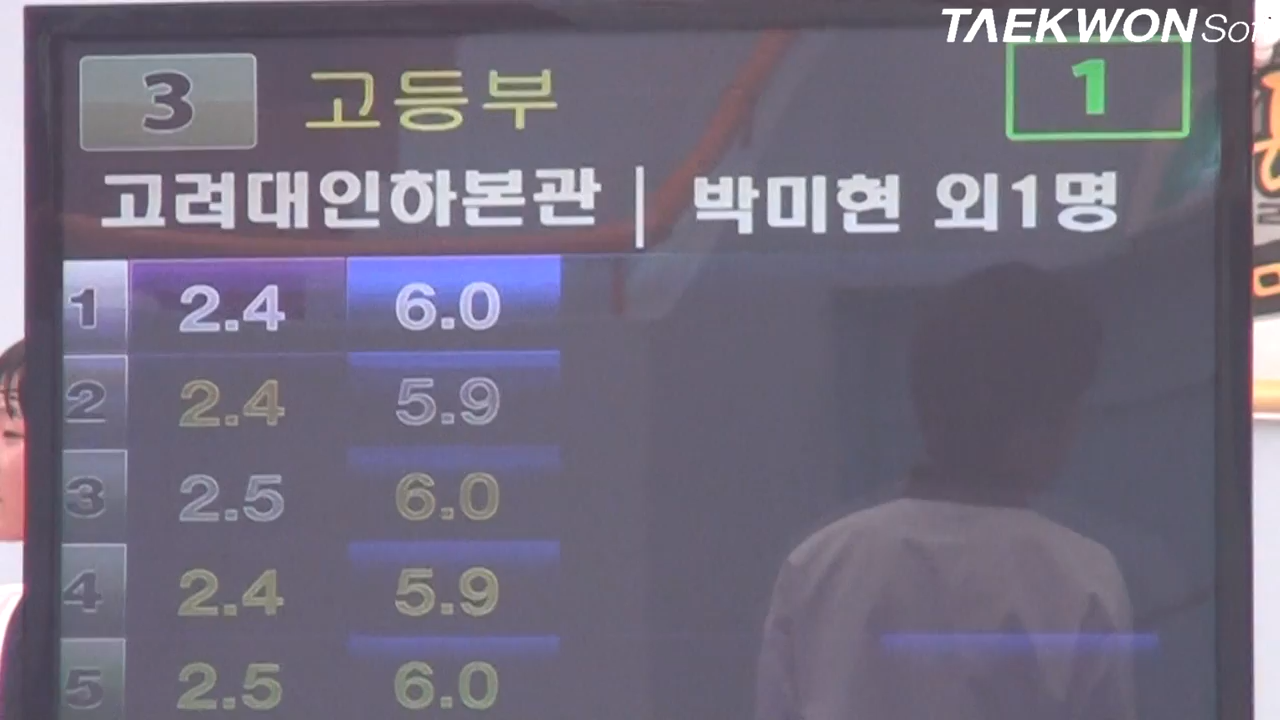 TAEKWONSof
3 고등부 1
고려대인하본관 | 박미현 외1명
1 2.4 6.0
2 2.4 5.9
3 2.5 6.0
4 2.4 5.9
5 2.5 6.0